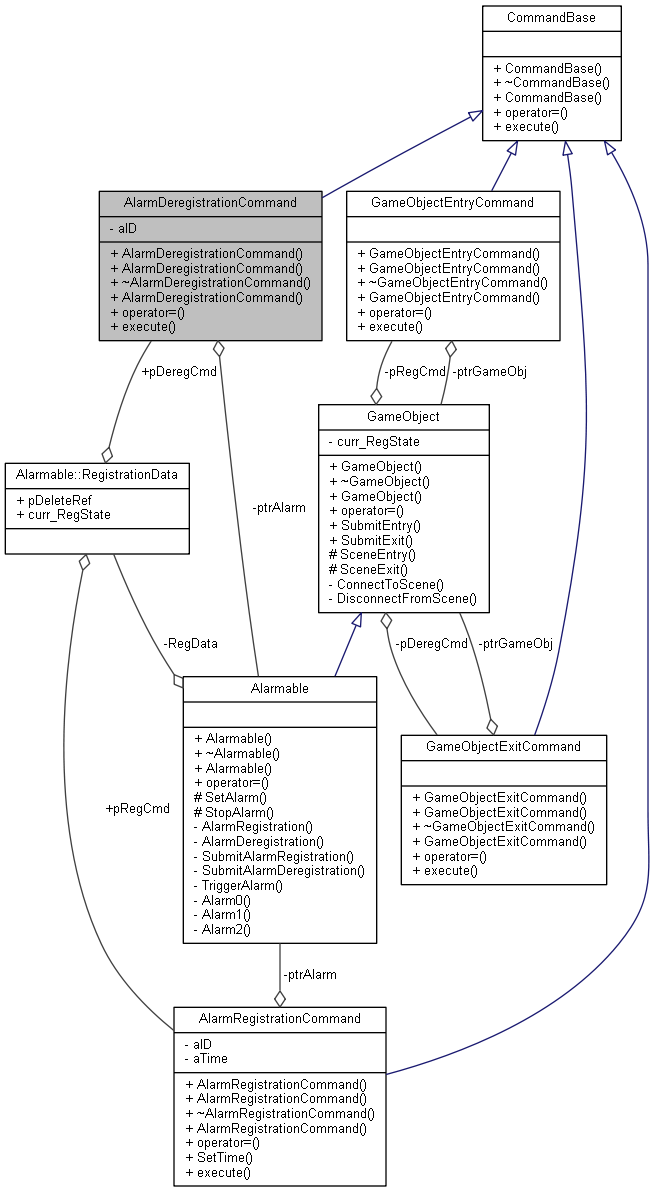 CommandBase
+ CommandBase()
+ ~CommandBase()
+ CommandBase()
+ operator=()
+ execute()
AlarmDeregistrationCommand
- aID
+ AlarmDeregistrationCommand()
+ AlarmDeregistrationCommand()
+ ~AlarmDeregistrationCommand()
+ AlarmDeregistrationCommand()
+ operator=()
+ execute()
GameObjectEntryCommand
+ GameObjectEntryCommand()
+ GameObjectEntryCommand()
+ ~GameObjectEntryCommand()
+ GameObjectEntryCommand()
+ operator=()
+ execute()
+pDeregCmd
-pRegCmd
-ptrGameObj
GameObject
- curr_RegState
+ GameObject()
+ ~GameObject()
+ GameObject()
+ operator=()
+ SubmitEntry()
+ SubmitExit()
# SceneEntry()
# SceneExit()
- ConnectToScene()
- DisconnectFromScene()
Alarmable::RegistrationData
+ pDeleteRef
+ curr_RegState
-ptrAlarm
-RegData
-pDeregCmd
-ptrGameObj
Alarmable
+ Alarmable()
+ ~Alarmable()
+ Alarmable()
+ operator=()
# SetAlarm()
# StopAlarm()
- AlarmRegistration()
- AlarmDeregistration()
- SubmitAlarmRegistration()
- SubmitAlarmDeregistration()
- TriggerAlarm()
- Alarm0()
- Alarm1()
- Alarm2()
GameObjectExitCommand
+ GameObjectExitCommand()
+ GameObjectExitCommand()
+ ~GameObjectExitCommand()
+ GameObjectExitCommand()
+ operator=()
+ execute()
+pRegCmd
-ptrAlarm
AlarmRegistrationCommand
- aID
- aTime
+ AlarmRegistrationCommand()
+ AlarmRegistrationCommand()
+ ~AlarmRegistrationCommand()
+ AlarmRegistrationCommand()
+ operator=()
+ SetTime()
+ execute()